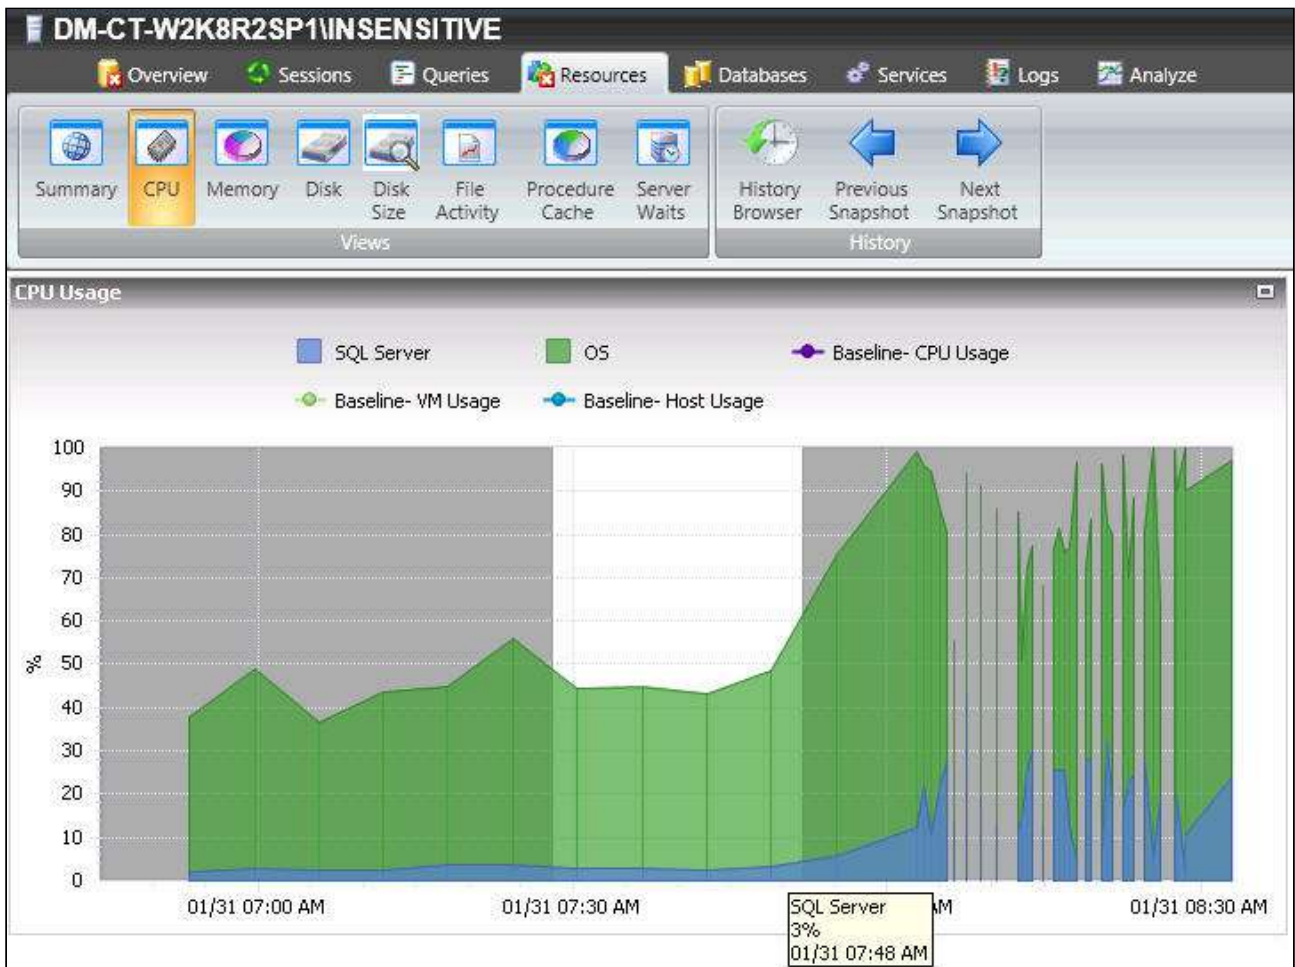 DM-CT-W2K8R2SP1\INSENSITIVE
Overview Sessions Queries Resources Databases Services Logs Analyze
Summary CPU Memory Disk Disk Size File Activity Procedure Cache Server Waits History Browser Previous Snapshot Next Snapshot
Views History
CPU Usage
SQL Server OS Baseline- CPU Usage
Baseline- VM Usage Baseline- Host Usage
100
90
80
70
60
50
40
30
20
10
0
%
01/31 07:00 AM 01/31 07:30 AM M 01/31 08:30 AM
SQL Server
3%
01/31 07:48 AM